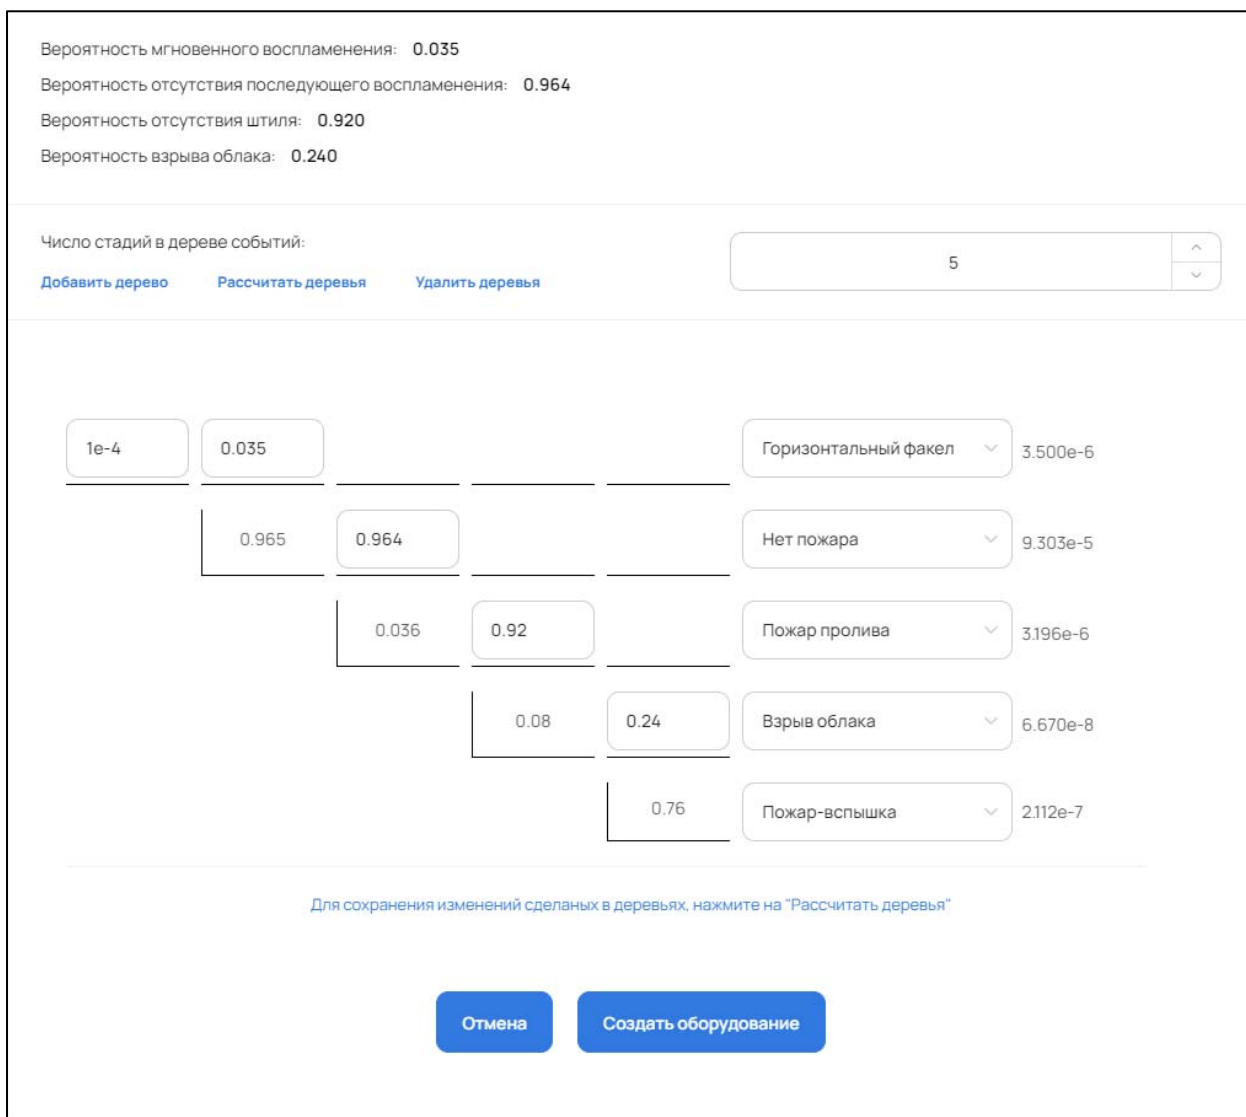 Вероятность мгновенного воспламенения: 0.035
Вероятность отсутствия последующего воспламенения: 0.964
Вероятность отсутствия штиля: 0.920
Вероятность взрыва облака: 0.240
Число стадий в дереве событий:
5
Добавить дерево Рассчитать деревья Удалить деревья
1e-4 0.035 Горизонтальный факел 3.500e-6
0.965 0.964 Нет пожара 9.303e-5
0.036 0.92 Пожар пролива 3.196e-6
0.08 0.24 Взрыв облака 6.670e-8
0.76 Пожар-вспышка 2.112e-7
Для сохранения изменений сделаных в деревьях, нажмите на "Рассчитать деревья"
Отмена Создать оборудование